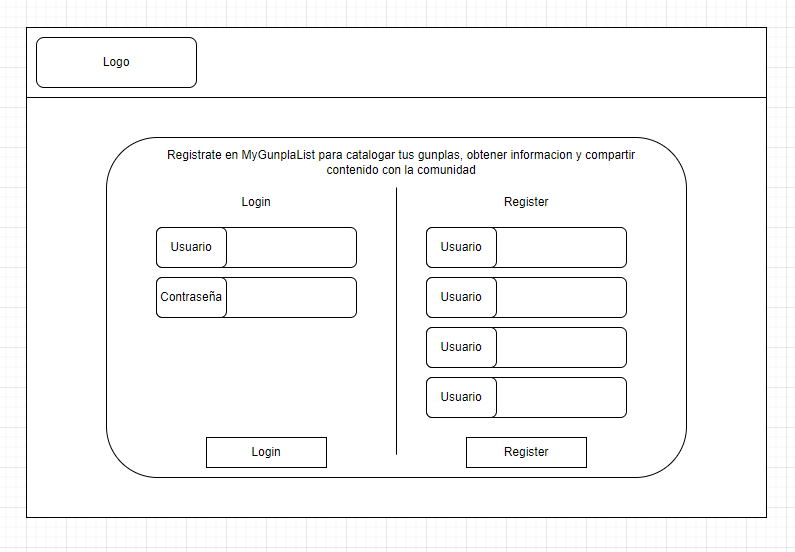 Logo
Registrate en MyGunplaList para catalogar tus gunplas, obtener informacion y compartir
contenido con la comunidad
Login
Usuario
Contraseña
Login
Register
Usuario
Usuario
Usuario
Usuario
Register